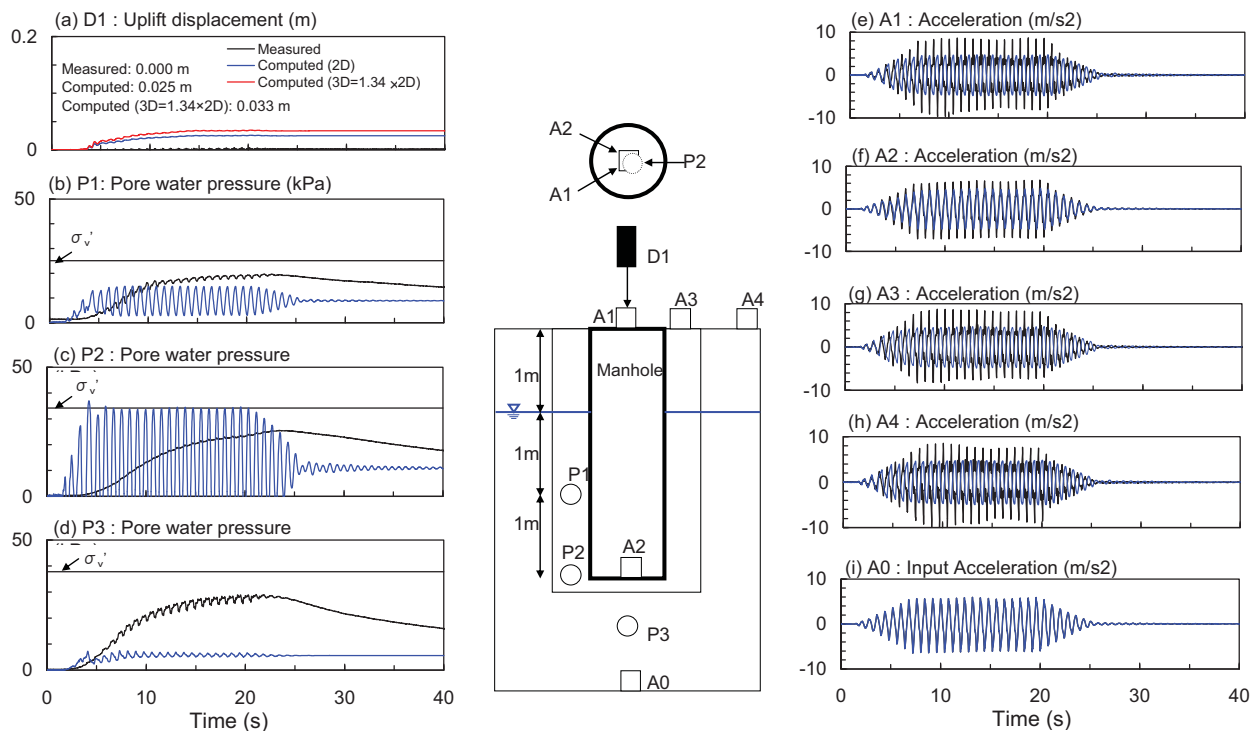 (a) D1 : Uplift displacement (m)
0.2
0
Measured
Computed (2D)
Computed (3D=1.34 ×2D)
Measured: 0.000 m
Computed: 0.025 m
Computed (3D=1.34×2D): 0.033 m
(b) P1: Pore water pressure (kPa)
50
0
σv'
(c) P2 : Pore water pressure
50
0
σv'
(d) P3 : Pore water pressure
50
0
σv'
0 10 20 30 40
Time (s)
A2
A1
P2
D1
A1
A3
A4
1m
Manhole
1m
P1
1m
P2
A2
P3
A0
(e) A1 : Acceleration (m/s2)
10
0
-10
(f) A2 : Acceleration (m/s2)
10
0
-10
(g) A3 : Acceleration (m/s2)
10
0
-10
(h) A4 : Acceleration (m/s2)
10
0
-10
(i) A0 : Input Acceleration (m/s2)
10
0
-10
0 10 20 30 40
Time (s)